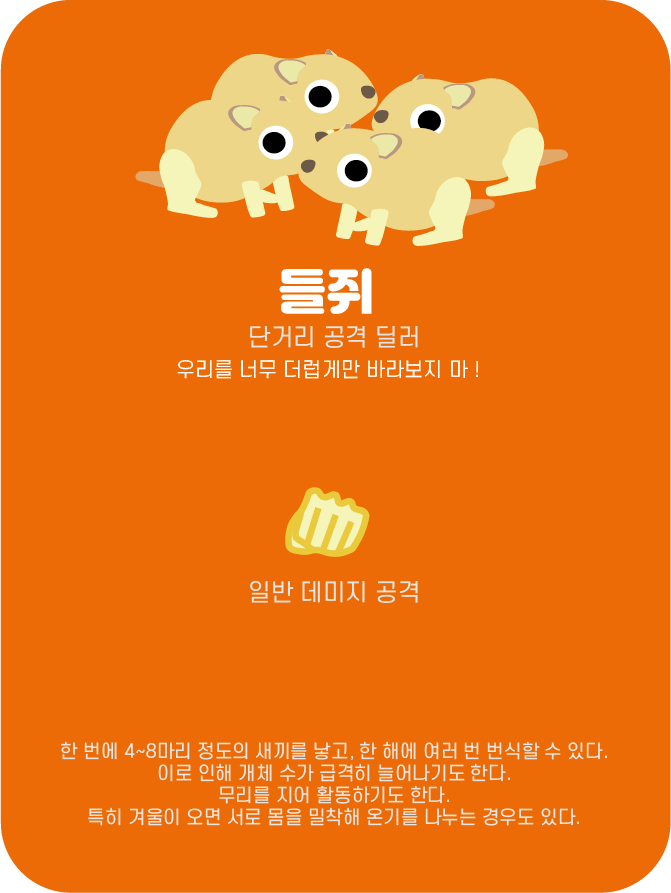 들쥐
단거리 공격 딜러
우리를 너무 더럽게만 바라보지 마 !
일반 데미지 공격
한 번에 4~8마리 정도의 새끼를 낳고, 한 해에 여러 번 번식할 수 있다.
이로 인해 개체 수가 급격히 늘어나기도 한다.
무리를 지어 활동하기도 한다.
특히 겨울이 오면 서로 몸을 밀착해 온기를 나누는 경우도 있다.